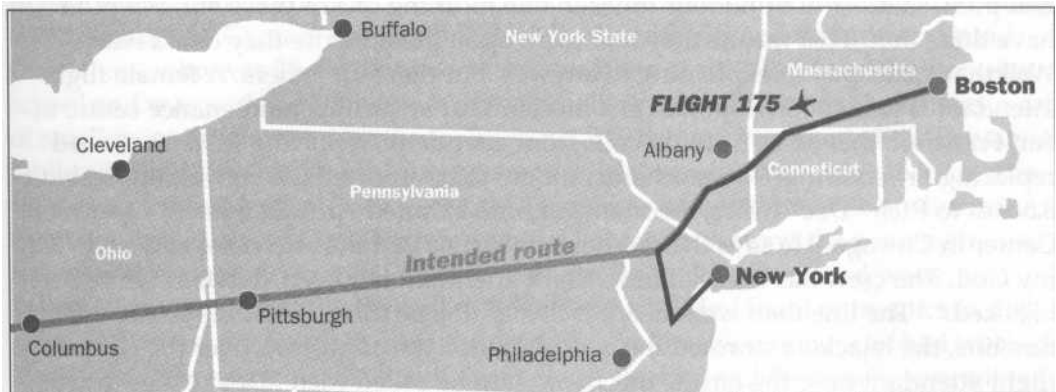 Buffalo
New York State
Massachusetts
Boston
FLIGHT 175
Cleveland
Albany
Connecticut
Pennsylvania
Ohio
Intended route
New York
Pittsburgh
Columbus
Philadelphia